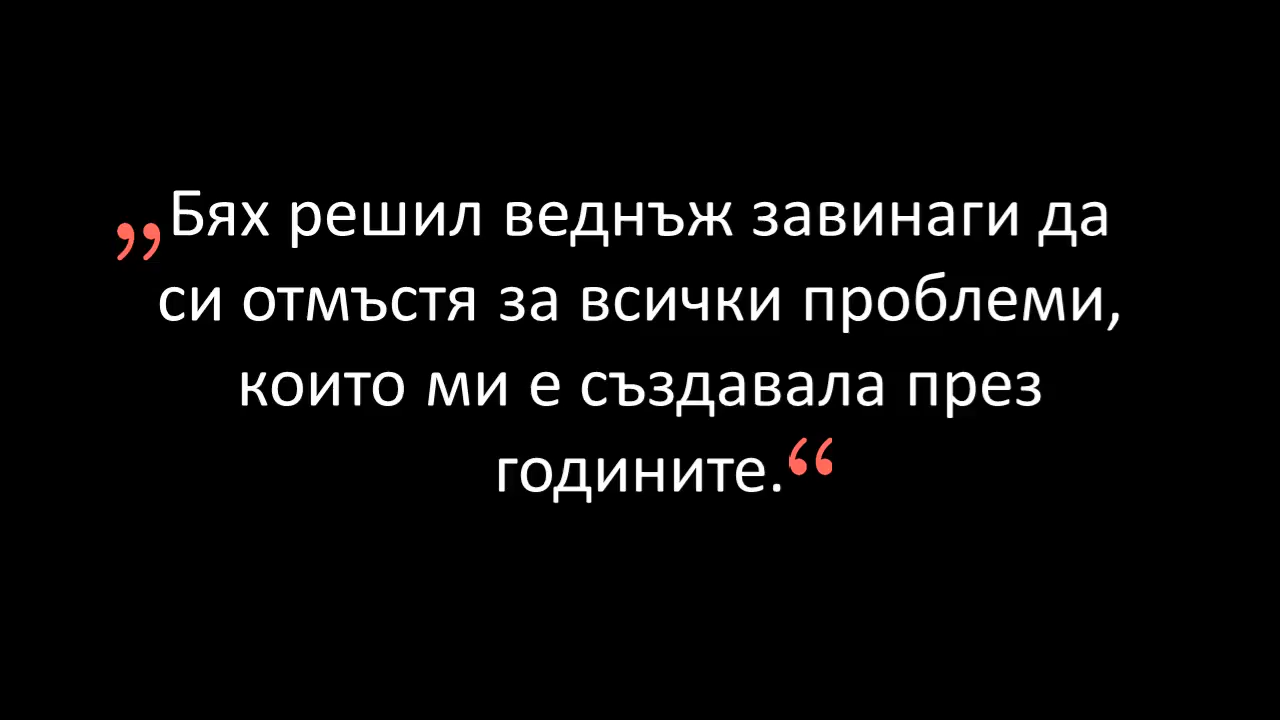 „Бях решил веднъж завинаги да
си отмъстя за всички проблеми,
които ми е създавала през
годините.“